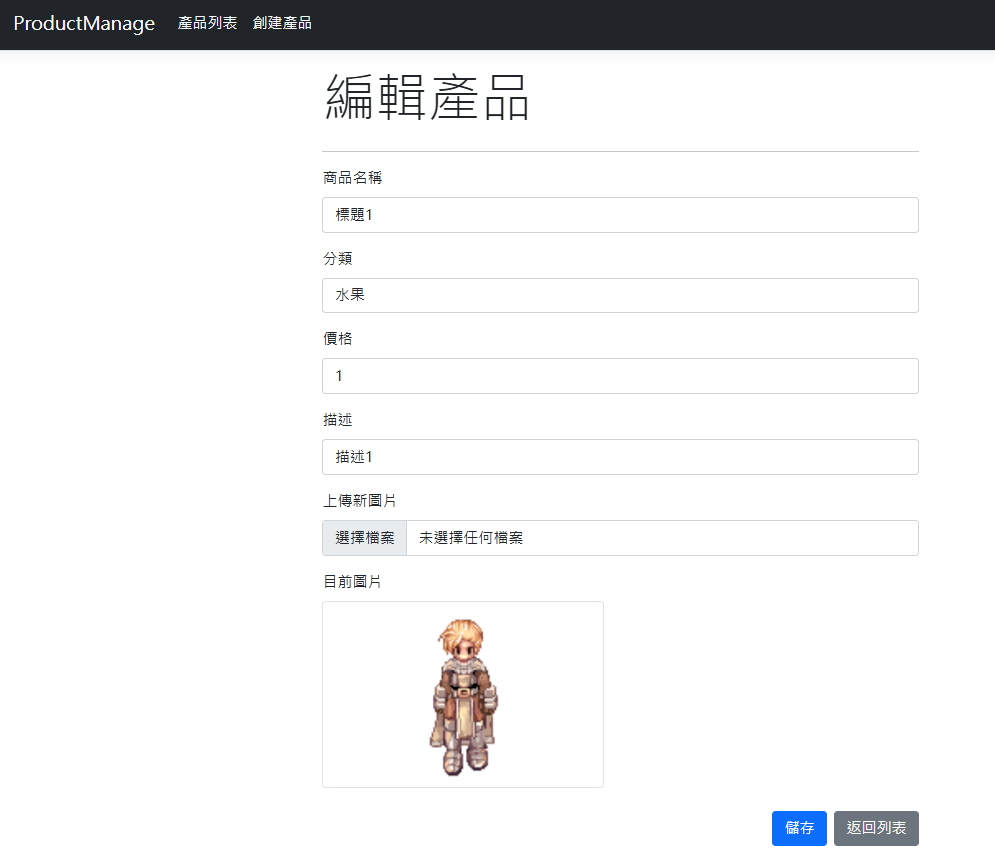 ProductManage 產品列表 創建產品
編輯產品
商品名稱
標題1
分類
水果
價格
1
描述
描述1
上傳新圖片
選擇檔案 未選擇任何檔案
目前圖片
儲存 返回列表